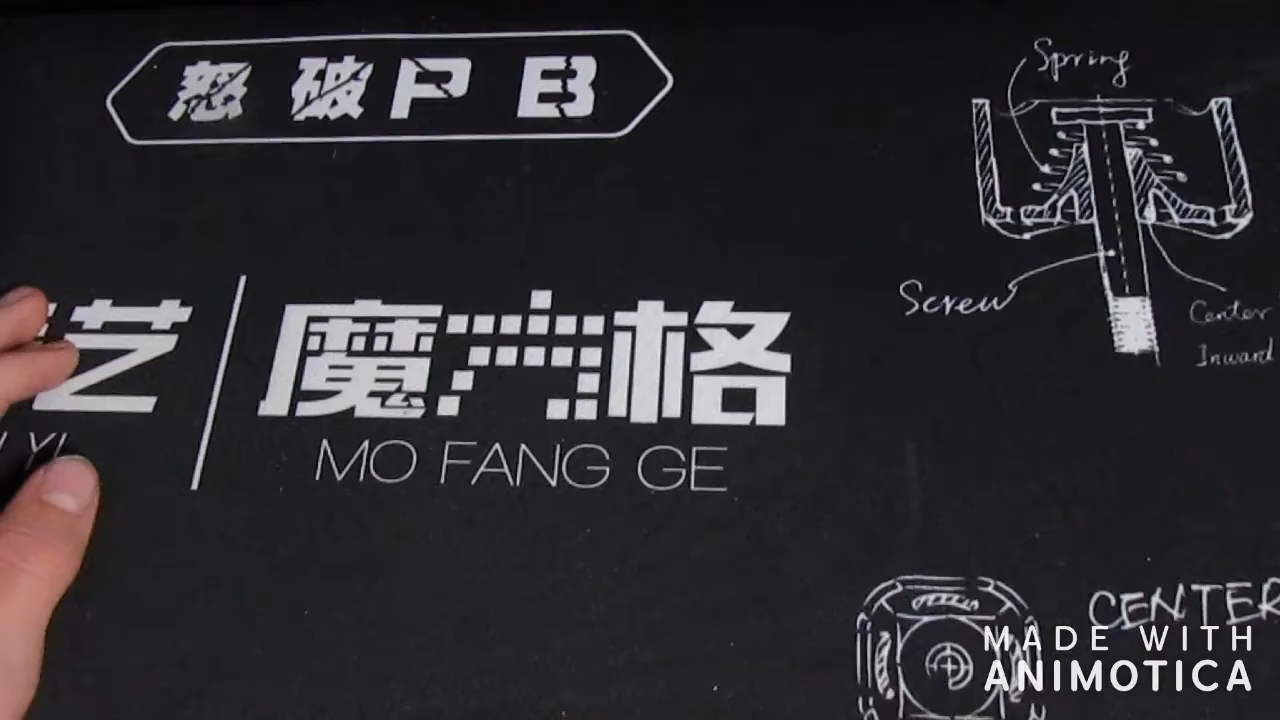 怒破PB
Spring
艺 | 魔方格
YI
MO FANG GE
Screw
Center
Inward
CENTER
MADE WITH
ANIMOTICA